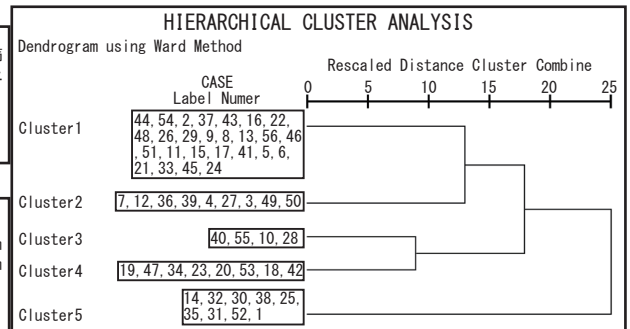 HIERARCHICAL CLUSTER ANALYSIS
Dendrogram using Ward Method
Rescaled Distance Cluster Combine
CASE
Label Numer
0 5 10 15 20 25
Cluster1
44, 54, 2, 37, 43, 16, 22,
48, 26, 29, 9, 8, 13, 56, 46
, 51, 11, 15, 17, 41, 5, 6,
21, 33, 45, 24
Cluster2
7, 12, 36, 39, 4, 27, 3, 49, 50
Cluster3
40, 55, 10, 28
Cluster4
19, 47, 34, 23, 20, 53, 18, 42
Cluster5
14, 32, 30, 38, 25,
35, 31, 52, 1